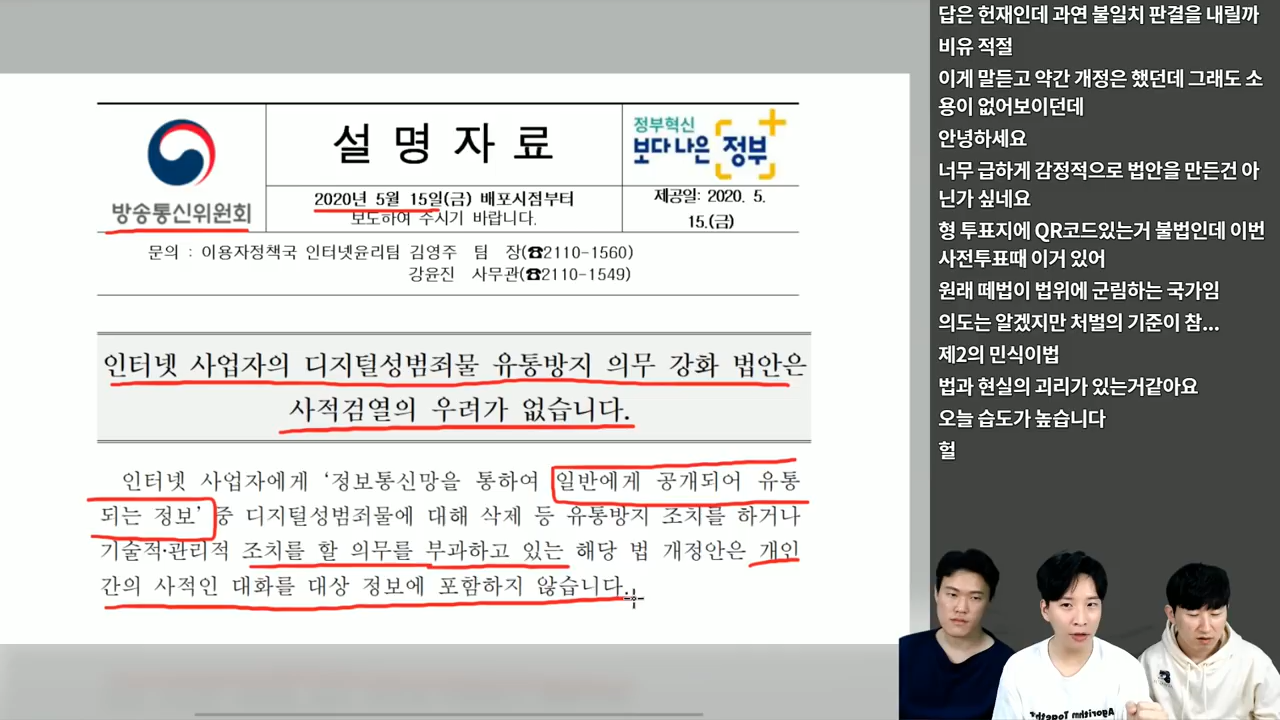 설 명 자 료
정부혁신
보다나은 정부
방송통신위원회
2020년 5월 15일(금) 배포시점부터
보도하여 주시기 바랍니다.
제공일: 2020. 5.
15.(금)
문의 : 이용자정책국 인터넷윤리팀 김영주 팀 장(☎2110-1560)
강윤진 사무관(☎2110-1549)
인터넷 사업자의 디지털성범죄물 유통방지 의무 강화 법안은
사적검열의 우려가 없습니다.
인터넷 사업자에게 ‘정보통신망을 통하여 일반에게 공개되어 유통
되는 정보’ 중 디지털성범죄물에 대해 삭제 등 유통방지 조치를 하거나
기술적·관리적 조치를 할 의무를 부과하고 있는 해당 법 개정안은 개인
간의 사적인 대화를 대상 정보에 포함하지 않습니다.
답은 헌재인데 과연 불일치 판결을 내릴까
비유 적절
이게 말듣고 약간 개정은 했던데 그래도 소
용이 없어보이던데
안녕하세요
너무 급하게 감정적으로 법안을 만든건 아
닌가 싶네요
형 투표지에 QR코드있는거 불법인데 이번
사전투표때 이거 있어
원래 떼법이 법위에 군림하는 국가임
의도는 알겠지만 처벌의 기준이 참...
제2의 민식이법
법과 현실의 괴리가 있는거같아요
오늘 습도가 높습니다
헐